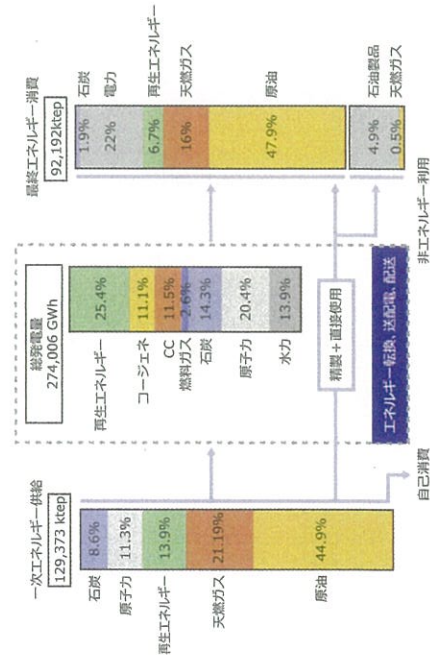 一次エネルギー供給
129,373 ktep
石炭
8.6%
原子力
11.3%
再生エネルギー
13.9%
天燃ガス
21.19%
原油
44.9%
自己消費
総発電量
274,006 GWh
再生エネルギー
25.4%
コージェネ
11.1%
CC
11.5%
燃料ガス
2.6%
石炭
14.3%
原子力
20.4%
水力
13.9%
精製+直接使用
エネルギー転換、送配電、配送
最終エネルギー消費
92,192ktep
1.9%
石炭
22%
電力
6.7%
再生エネルギー
16%
天燃ガス
47.9%
原油
4.9%
石油製品
0.5%
天燃ガス
非エネルギー利用